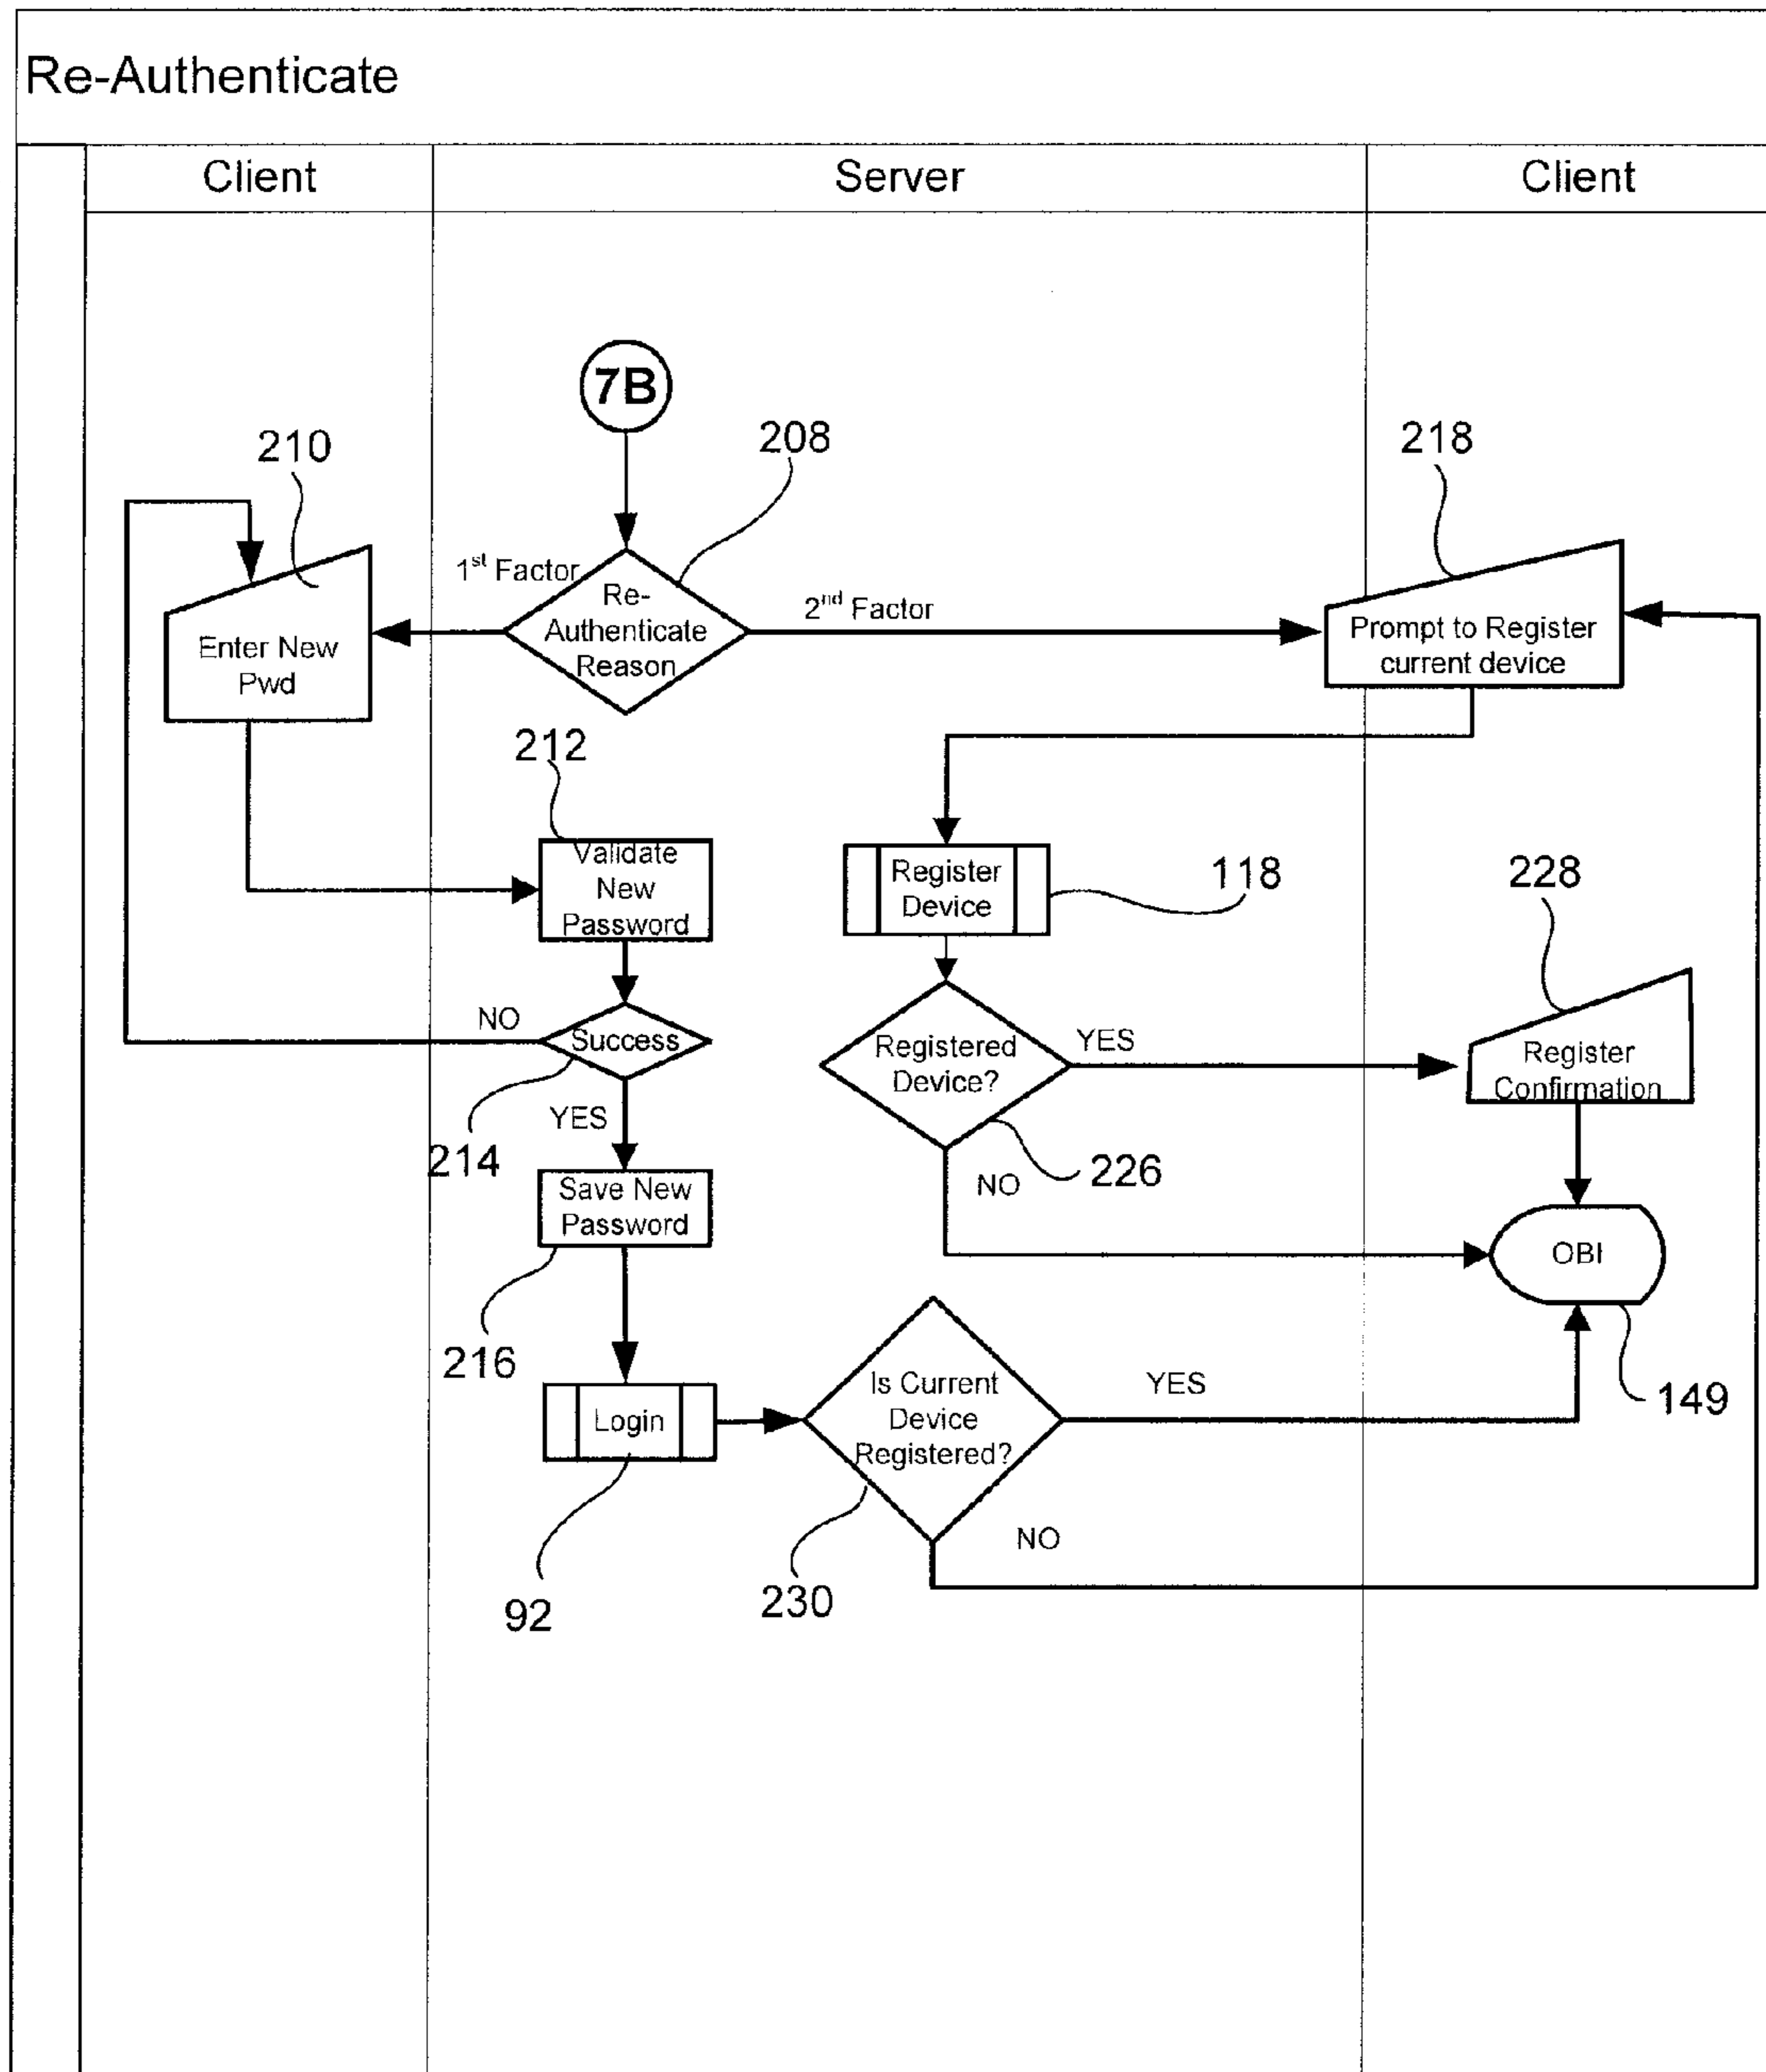 Re-Authenticate
Client
Server
Client
7B
210
208
218
1st Factor
2nd Factor
Re-
Authenticate
Reason
Enter New
Pwd
Prompt to Register
current device
212
Validate
New
Password
Register
Device
118
228
NO
Success
Registered
Device?
YES
Register
Confirmation
YES
214
NO
226
Save New
Password
OBI
216
Is Current
Device
Registered?
YES
149
Login
NO
92
230